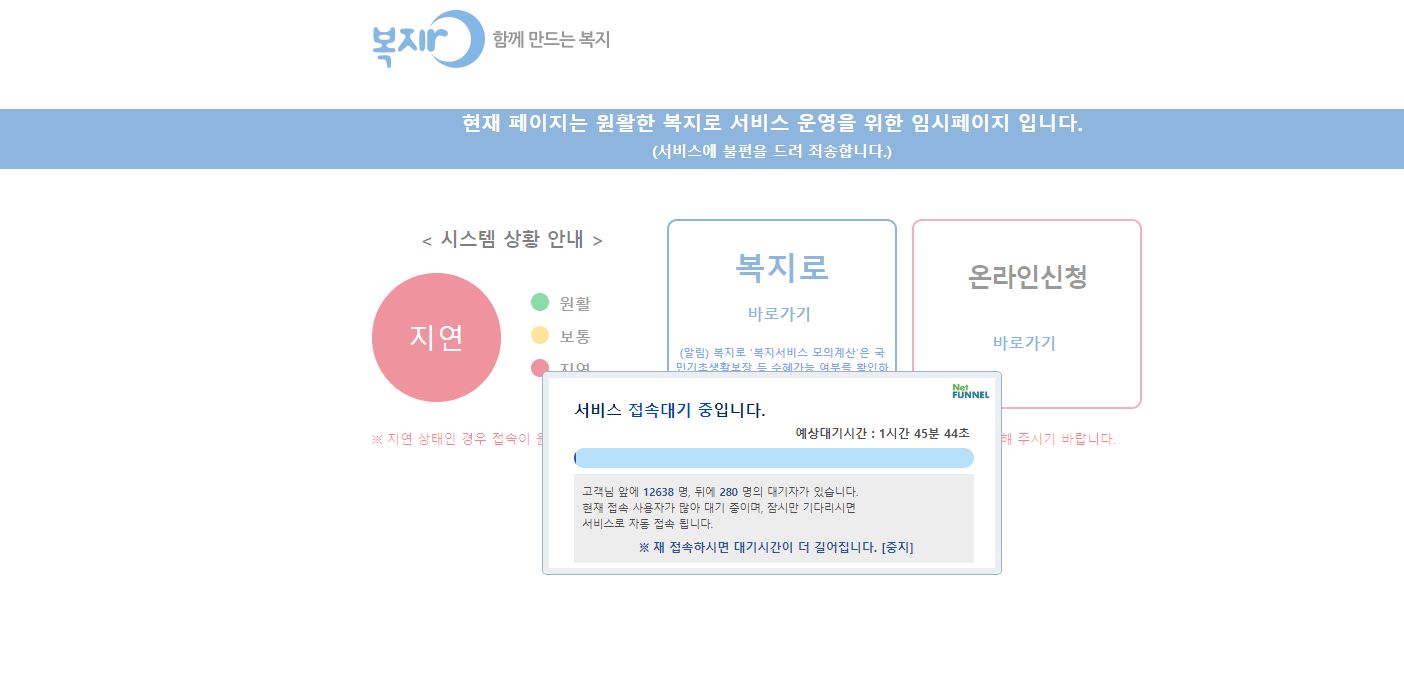 복지로 함께 만드는 복지
현재 페이지는 원활한 복지로 서비스 운영을 위한 임시페이지 입니다.
(서비스에 불편을 드려 죄송합니다.)
< 시스템 상황 안내 >
지연
원활
보통
지연
복지로
바로가기
(알림) 복지로 '복지서비스 모의계산'은 국
민기초생활보장 등 수혜가능 여부를 확인하
온라인신청
바로가기
※ 지연 상태인 경우 접속이 원
해 주시기 바랍니다.
Net
FUNNEL
서비스 접속대기 중입니다.
예상대기시간 : 1시간 45분 44초
고객님 앞에 12638 명, 뒤에 280 명의 대기자가 있습니다.
현재 접속 사용자가 많아 대기 중이며, 잠시만 기다리시면
서비스로 자동 접속 됩니다.
※ 재 접속하시면 대기시간이 더 길어집니다. [중지]